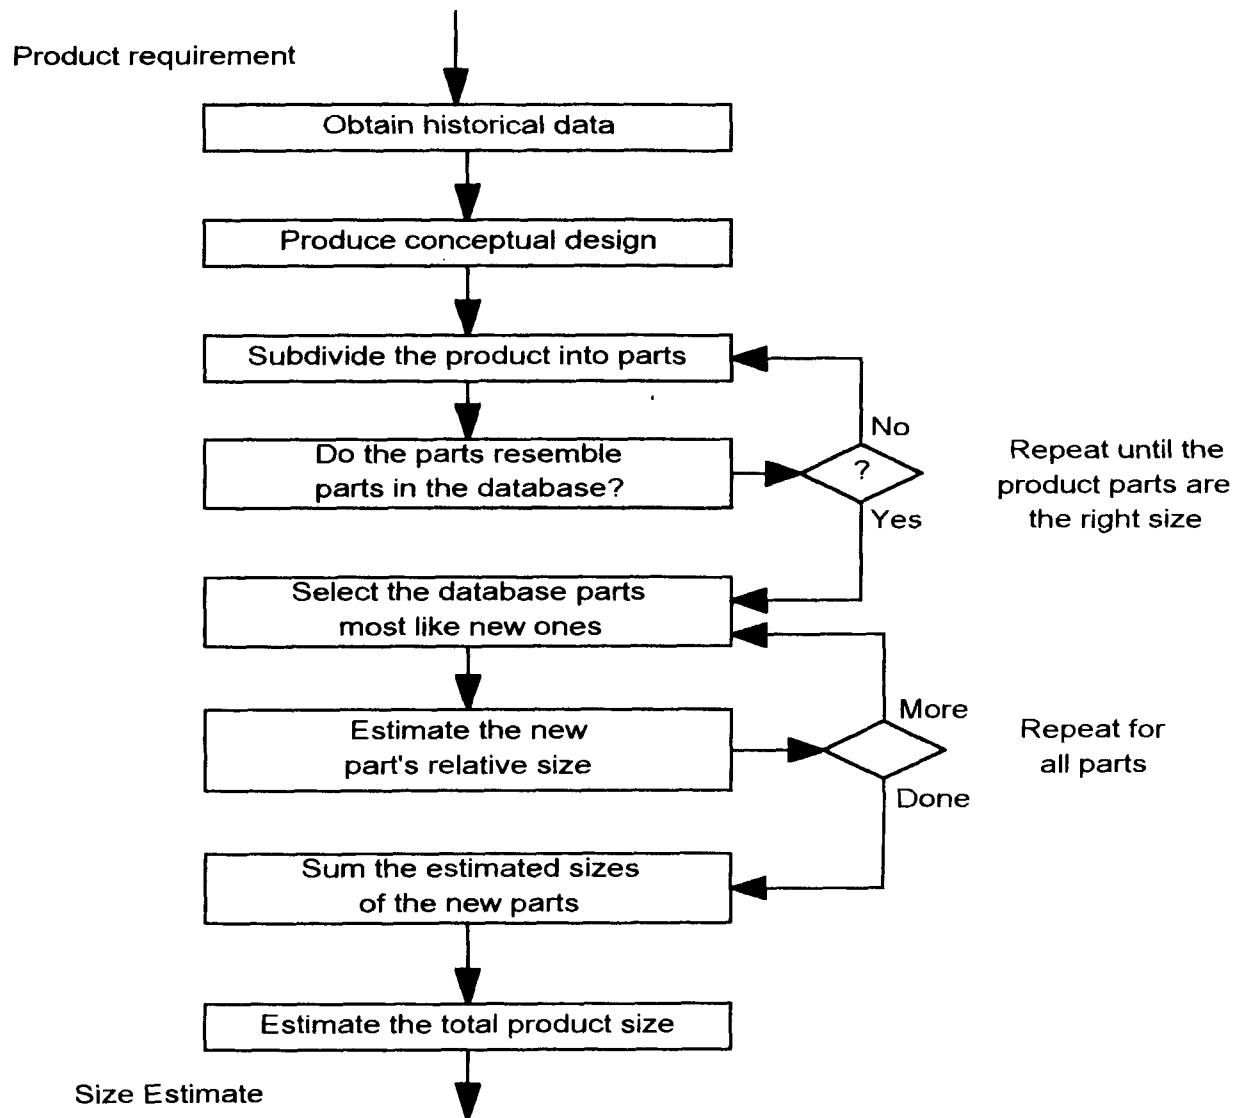 Product requirement
Obtain historical data
Produce conceptual design
Subdivide the product into parts
No
Do the parts resemble
parts in the database?
?
Repeat until the
product parts are
the right size
Yes
Select the database parts
most like new ones
More
Estimate the new
part's relative size
Repeat for
all parts
Done
Sum the estimated sizes
of the new parts
Estimate the total product size
Size Estimate